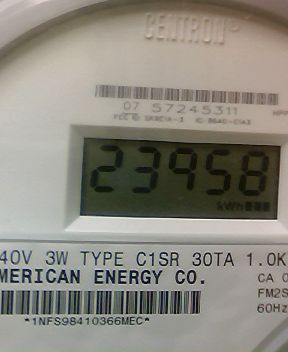 CENTRON®
07 57245311
23958
kWh
40V 3W TYPE C1SR 30TA 1.0K
MERICAN ENERGY CO.
CA 0
FM2S
60Hz
*1NFS98410366MEC*